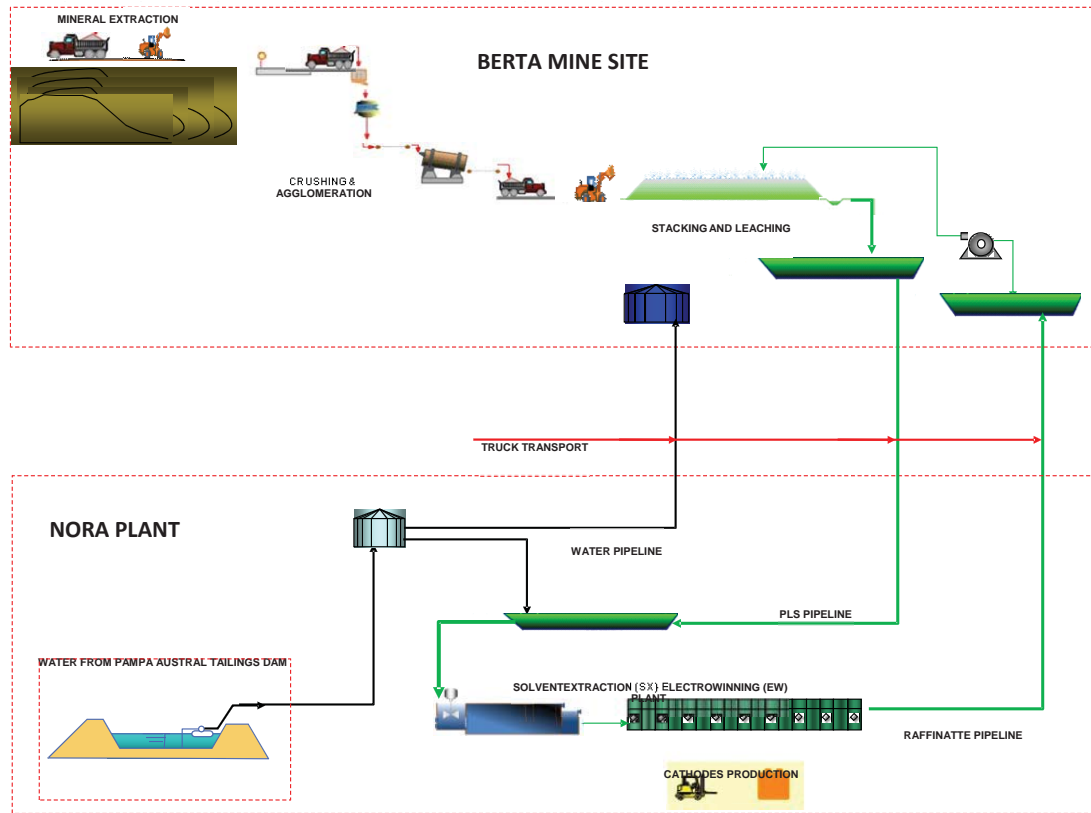 MINERAL EXTRACTION
BERTA MINE SITE
CRUSHING &
AGGLOMERATION
STACKING AND LEACHING
TRUCK TRANSPORT
NORA PLANT
WATER PIPELINE
PLS PIPELINE
WATER FROM PAMPA AUSTRAL TAILINGS DAM
SOLVENTEXTRACTION (SX) ELECTROWINNING (EW)
PLANT
RAFFINATTE PIPELINE
CATHODES PRODUCTION